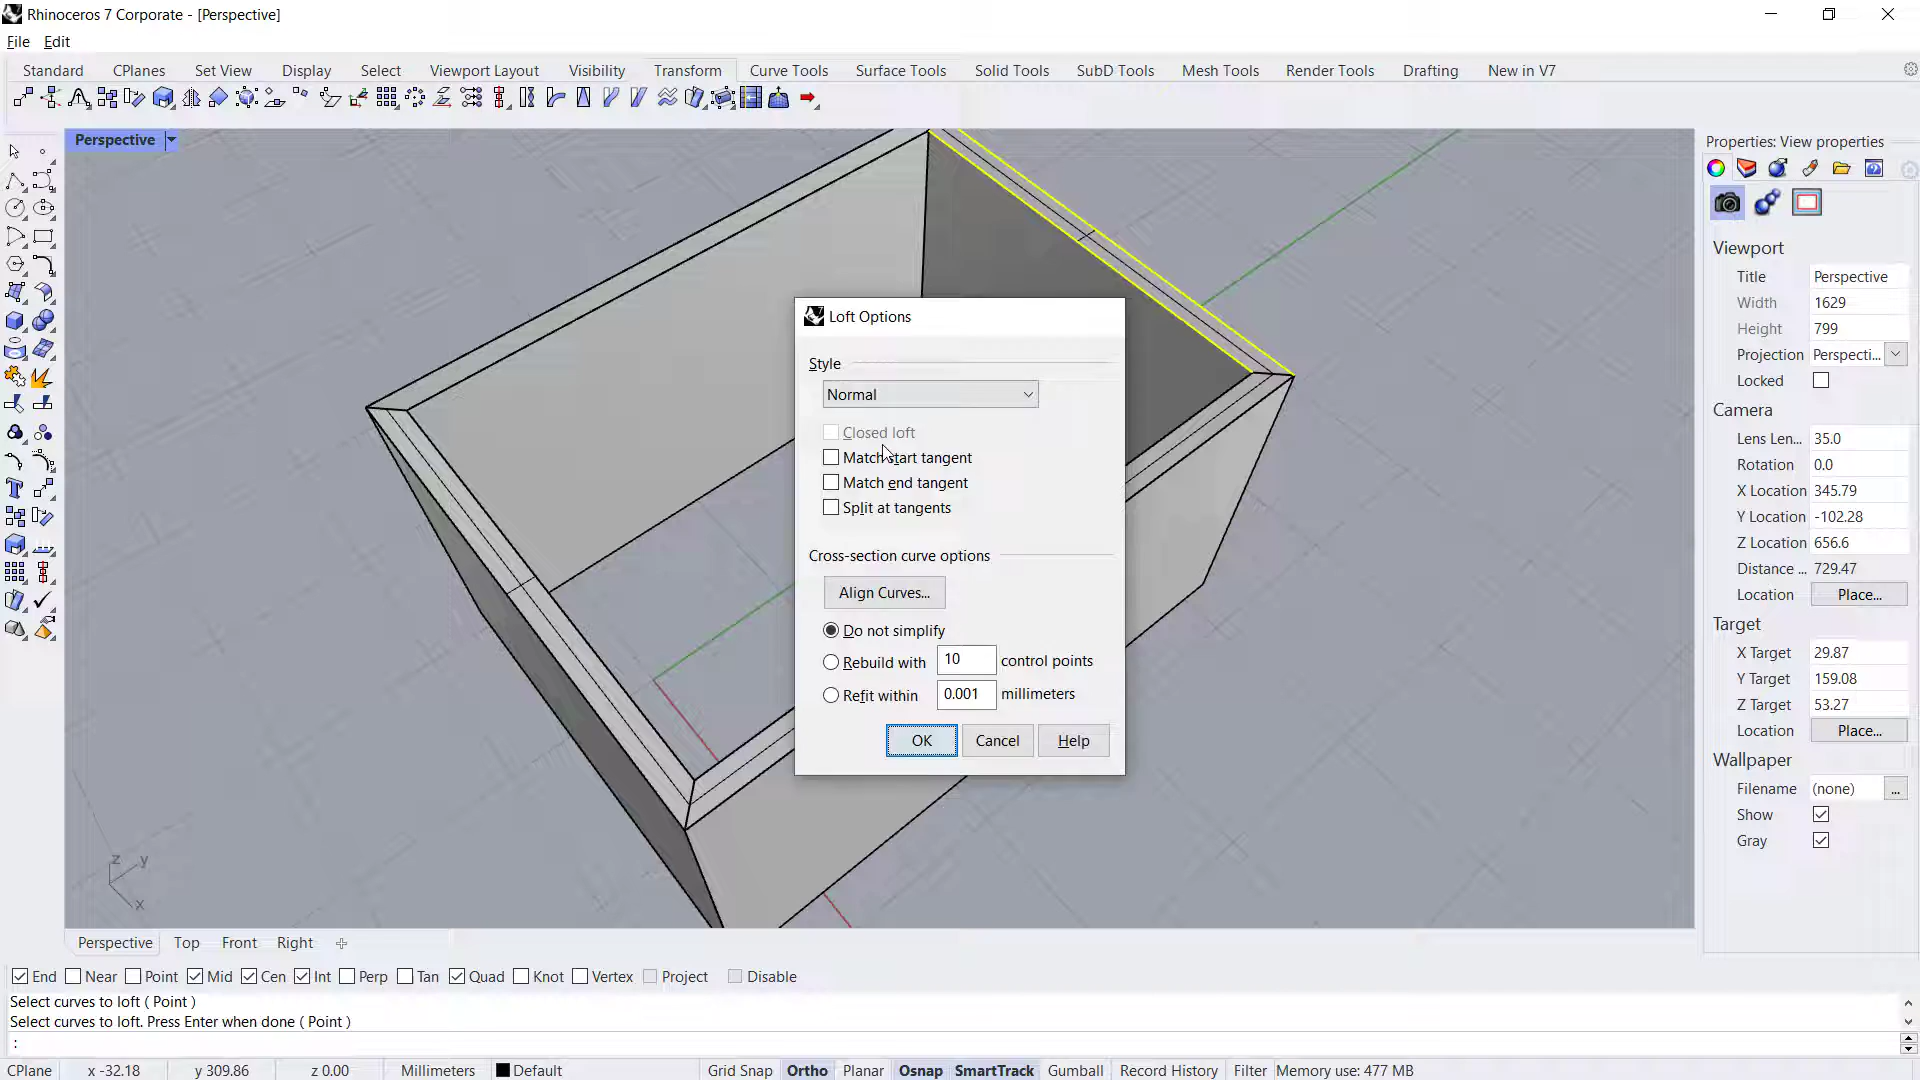 Rhinoceros 7 Corporate - [Perspective]
File Edit
Standard CPlanes Set View Display Select Viewport Layout Visibility Transform Curve Tools Surface Tools Solid Tools SubD Tools Mesh Tools Render Tools Drafting New in V7
Perspective
Properties: View properties
Viewport
Title Perspective
Width 1629
Height 799
Projection Perspecti...
Locked
Camera
Lens Len... 35.0
Rotation 0.0
X Location 345.79
Y Location -102.28
Z Location 656.6
Distance ... 729.47
Location Place...
Target
X Target 29.87
Y Target 159.08
Z Target 53.27
Location Place...
Wallpaper
Filename (none) ...
Show
Gray
Loft Options
Style
Normal
Closed loft
Match start tangent
Match end tangent
Split at tangents
Cross-section curve options
Align Curves...
Do not simplify
Rebuild with 10 control points
Refit within 0.001 millimeters
OK Cancel Help
z y
x
Perspective Top Front Right
End Near Point Mid Cen Int Perp Tan Quad Knot Vertex Project Disable
Select curves to loft ( Point )
Select curves to loft. Press Enter when done ( Point )
:
CPlane x -32.18 y 309.86 z 0.00 Millimeters Default Grid Snap Ortho Planar Osnap SmartTrack Gumball Record History Filter Memory use: 477 MB